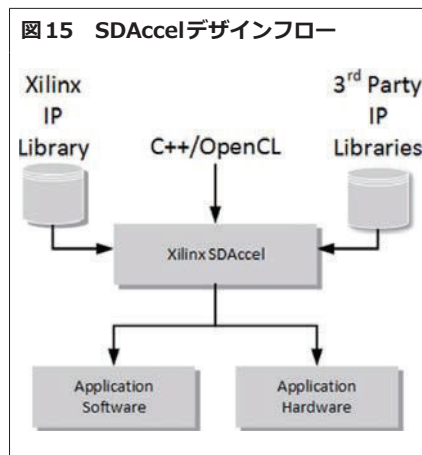 図15 SDAccelデザインフロー
Xilinx
IP
Library
C++/OpenCL
3rd Party
IP
Libraries
Xilinx SDAccel
Application
Software
Application
Hardware